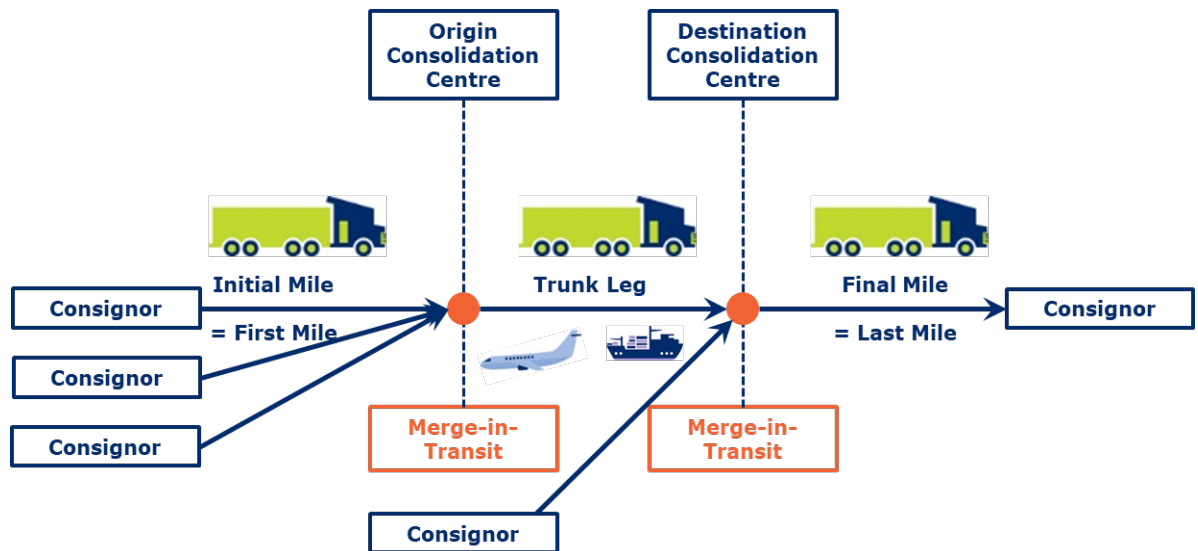 Origin
Consolidation
Centre
Destination
Consolidation
Centre
Initial Mile
Trunk Leg
Final Mile
Consignor
= First Mile
= Last Mile
Consignor
Consignor
Consignor
Merge-in-
Transit
Merge-in-
Transit
Consignor